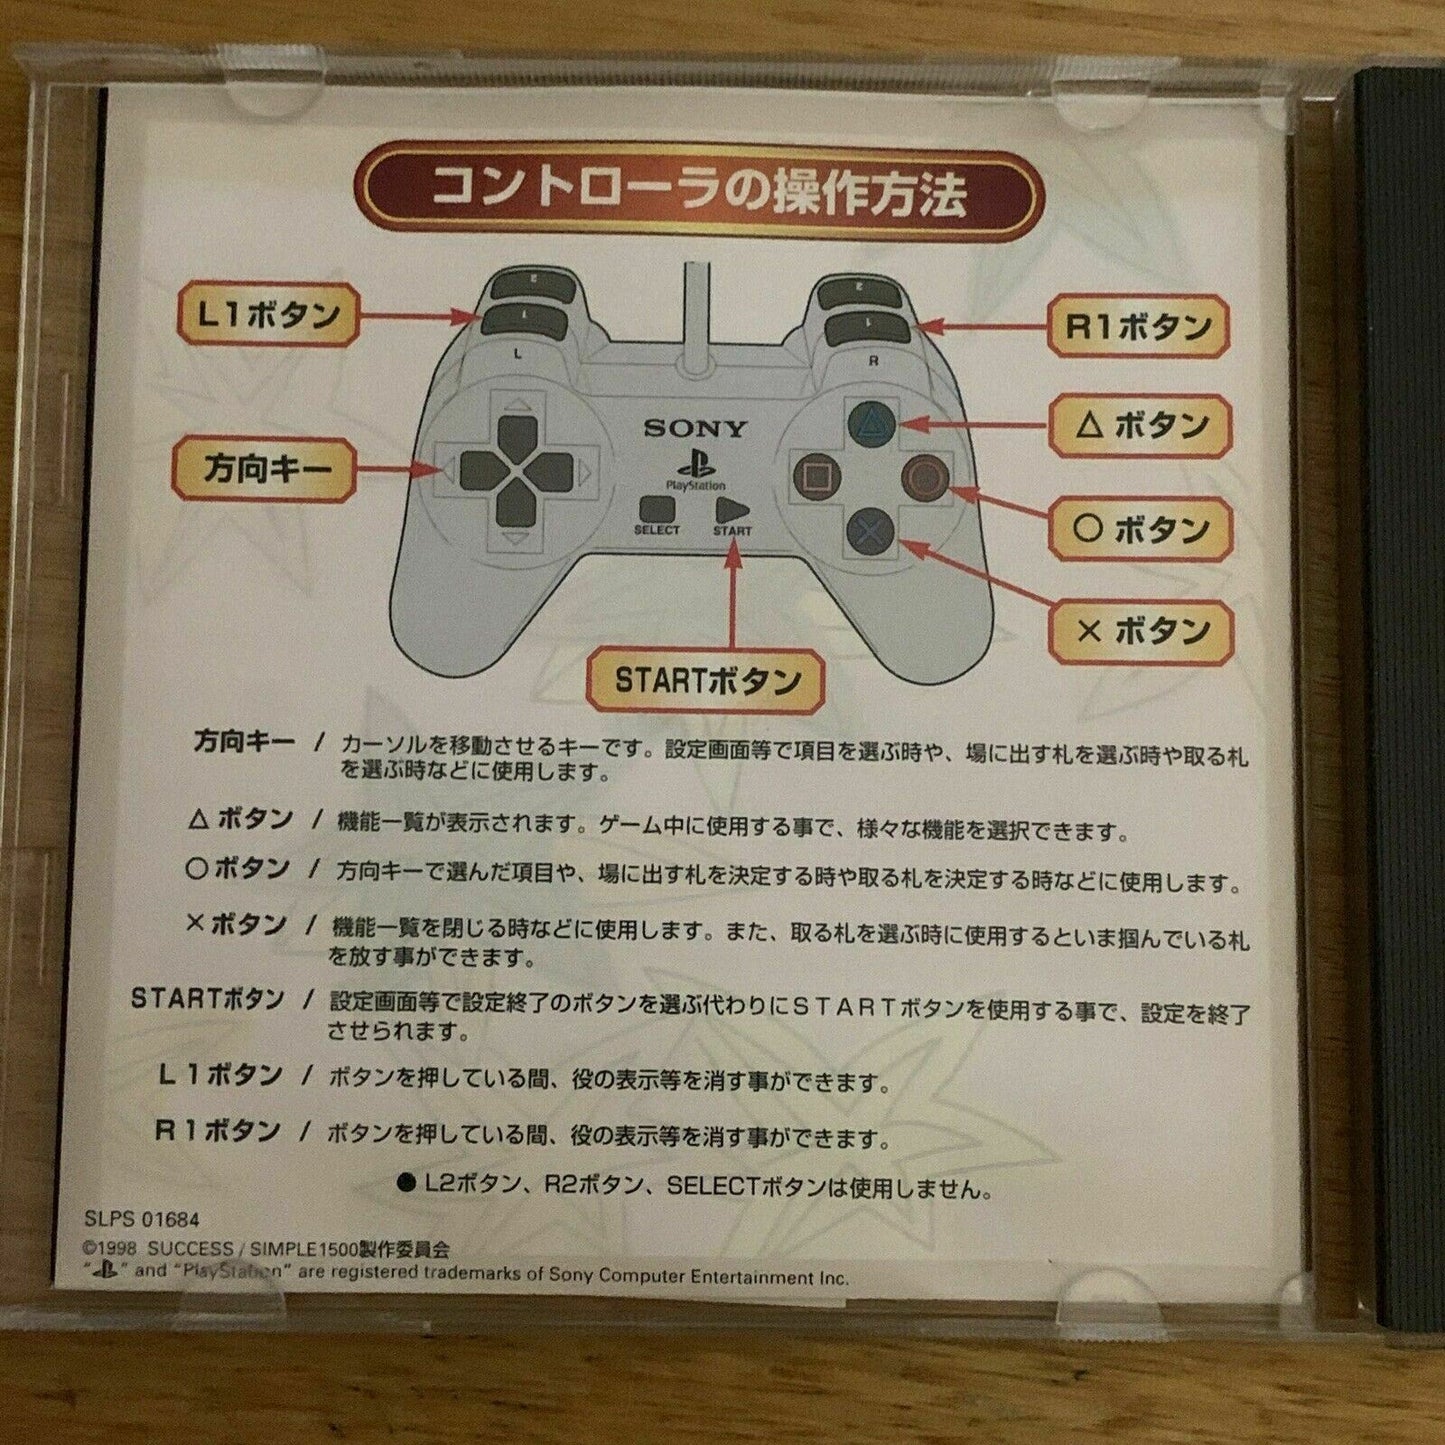 コントローラの操作方法
L1ボタン
R1ボタン
方向キー
△ ボタン
○ ボタン
× ボタン
STARTボタン
2
1
L
2
1
R
SONY
PlayStation
SELECT
START
方向キー / カーソルを移動させるキーです。設定画面等で項目を選ぶ時や、場に出す札を選ぶ時や取る札
を選ぶ時などに使用します。
△ ボタン / 機能一覧が表示されます。ゲーム中に使用する事で、様々な機能を選択できます。
○ボタン / 方向キーで選んだ項目や、場に出す札を決定する時や取る札を決定する時などに使用します。
×ボタン / 機能一覧を閉じる時などに使用します。また、取る札を選ぶ時に使用するといま掴んでいる札
を放す事ができます。
STARTボタン / 設定画面等で設定終了のボタンを選ぶ代わりにSTARTボタンを使用する事で、設定を終了
させられます。
L1ボタン / ボタンを押している間、役の表示等を消す事ができます。
R1ボタン / ボタンを押している間、役の表示等を消す事ができます。
●L2ボタン、R2ボタン、SELECTボタンは使用しません。
SLPS 01684
©1998 SUCCESS / SIMPLE1500製作委員会
" " and "PlayStation" are registered trademarks of Sony Computer Entertainment Inc.